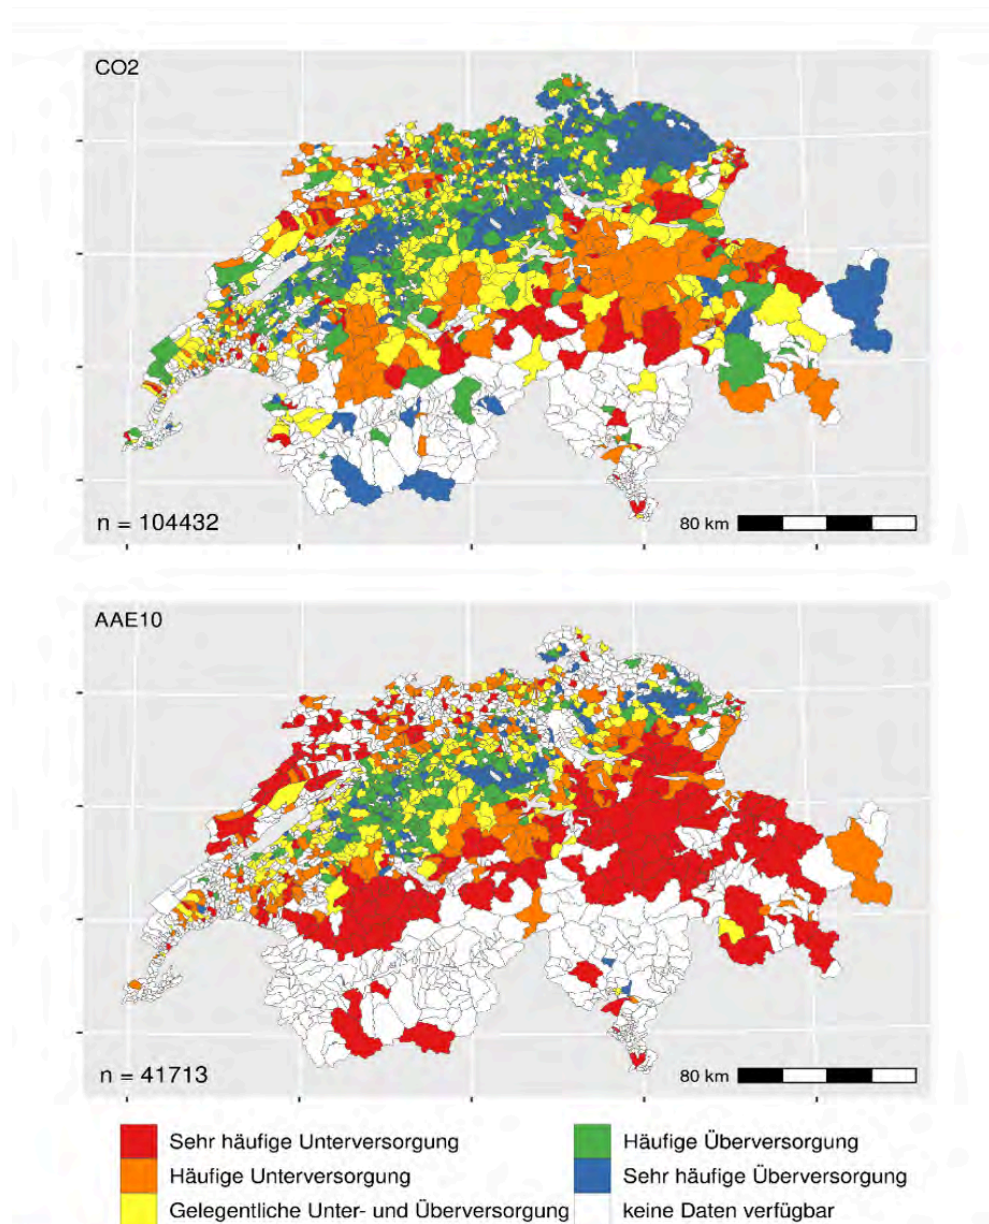 CO2
n = 104432
80 km
AAE10
n = 41713
80 km
Sehr häufige Unterversorgung
Häufige Unterversorgung
Gelegentliche Unter- und Überversorgung
Häufige Überversorgung
Sehr häufige Überversorgung
keine Daten verfügbar